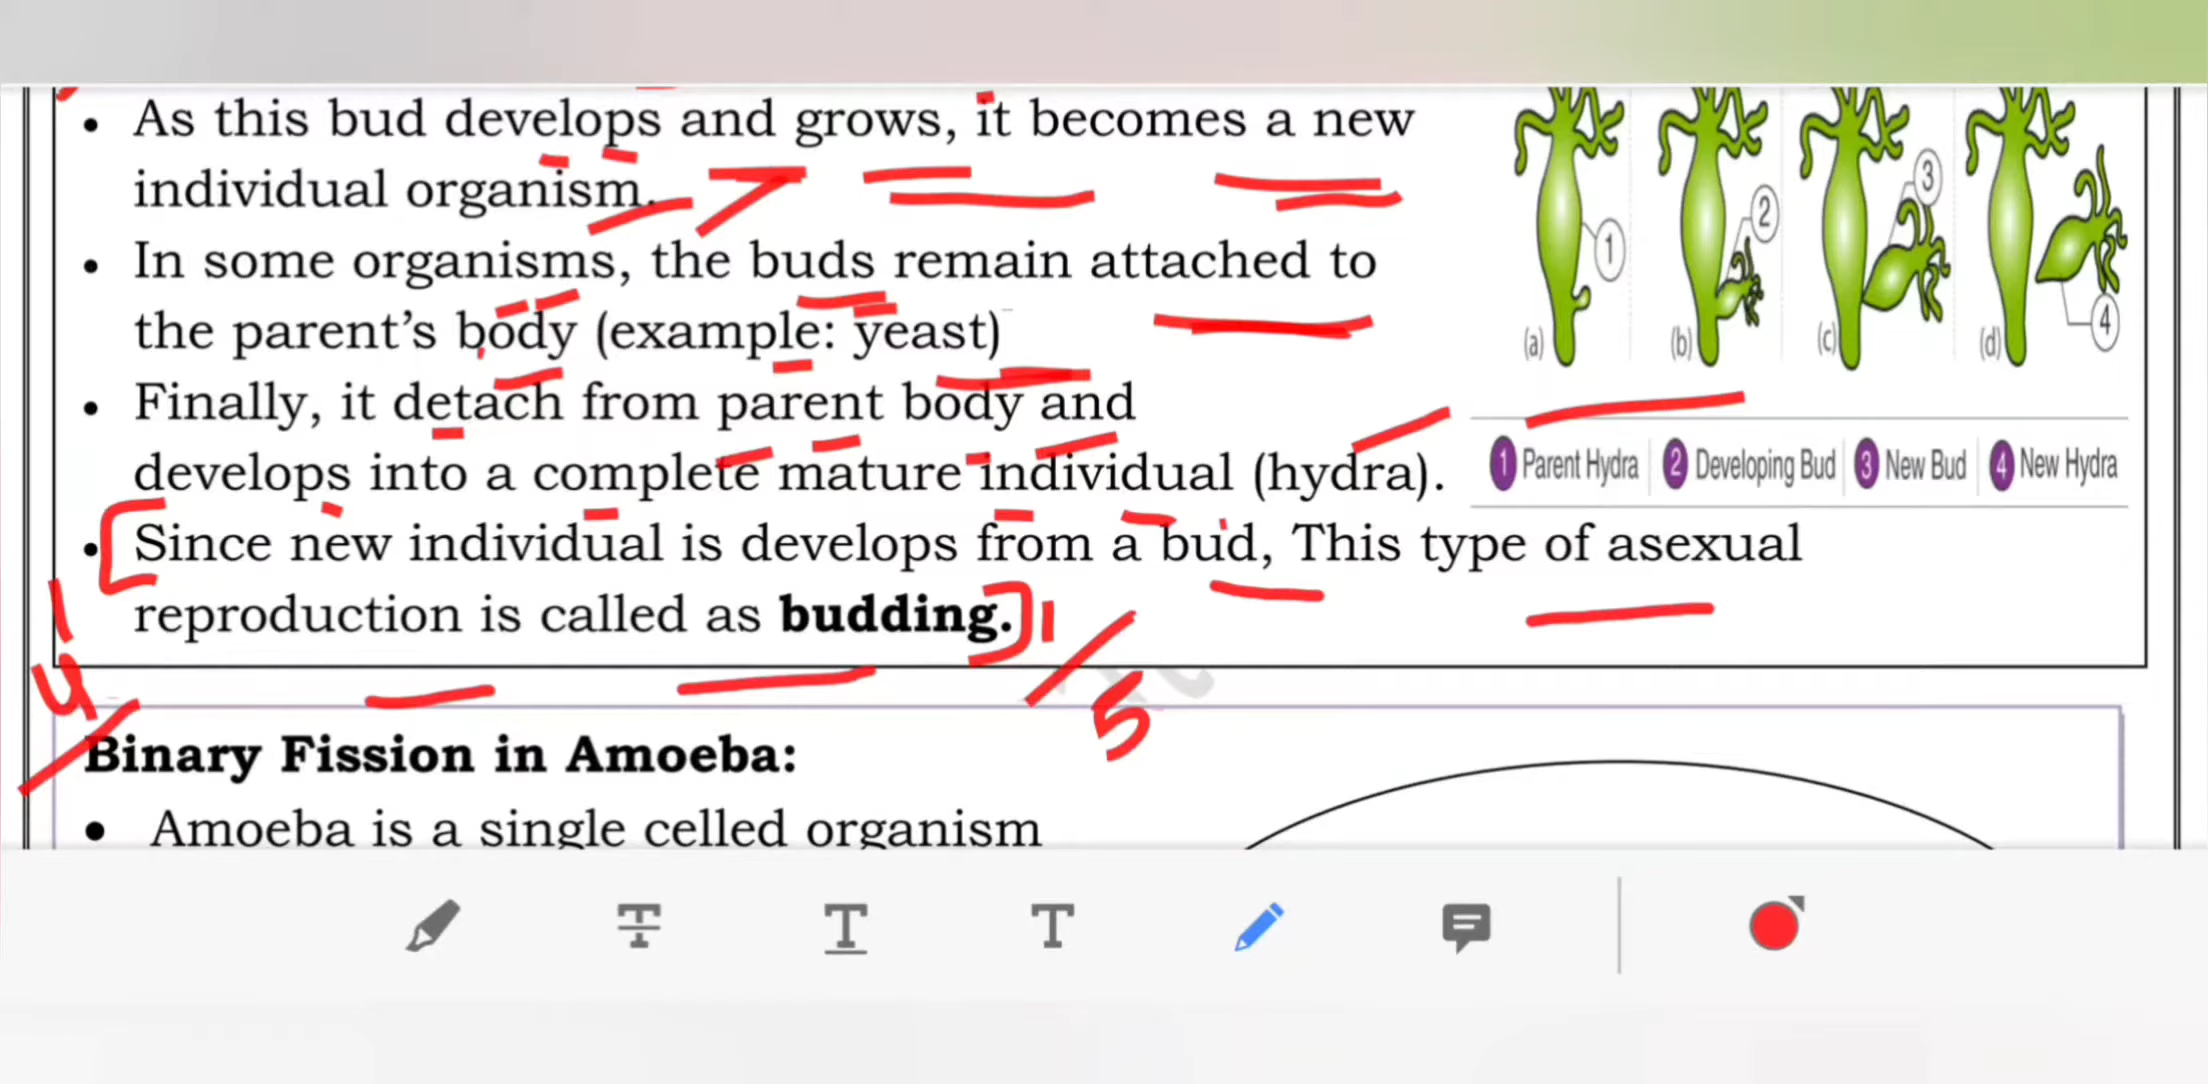 • As this bud develops and grows, it becomes a new
individual organism.
• In some organisms, the buds remain attached to
the parent's body (example: yeast)
• Finally, it detach from parent body and
develops into a complete mature individual (hydra).
• Since new individual is develops from a bud, This type of asexual
reproduction is called as budding.
1
2
3
4
(a)
(b)
(c)
(d)
1 Parent Hydra
2 Developing Bud
3 New Bud
4 New Hydra
4
1/5
Binary Fission in Amoeba:
• Amoeba is a single celled organism
T T T